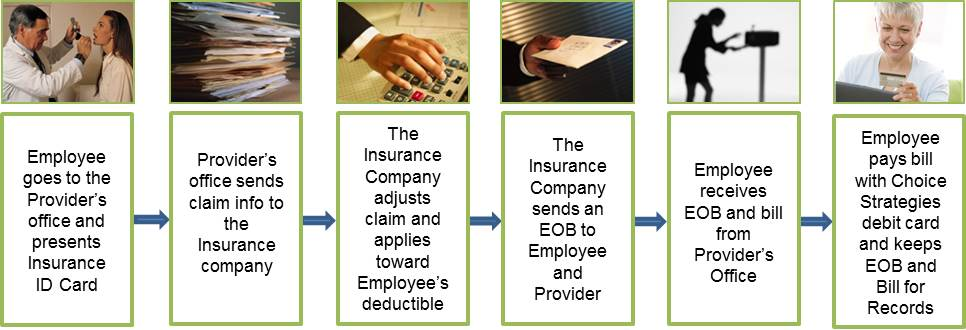 Employee
goes to the
Provider's
office and
presents
Insurance
ID Card
Provider's
office sends
claim info to
the
Insurance
company
The
Insurance
Company
adjusts
claim and
applies
toward
Employee's
deductible
The
Insurance
Company
sends an
EOB to
Employee
and
Provider
Employee
receives
EOB and bill
from
Provider's
Office
Employee
pays bill
with Choice
Strategies
debit card
and keeps
EOB and
Bill for
Records